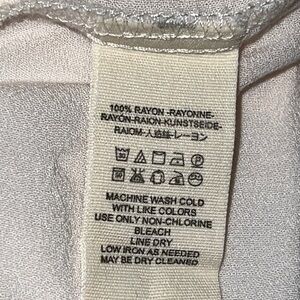 100% RAYON -RAYONNE-
RAYÓN-RAION-KUNSTSEIDE-
RAIOM-人造絲-レーヨン
MACHINE WASH COLD
WITH LIKE COLORS
USE ONLY NON-CHLORINE
BLEACH
LINE DRY
LOW IRON AS NEEDED
MAY BE DRY CLEANED